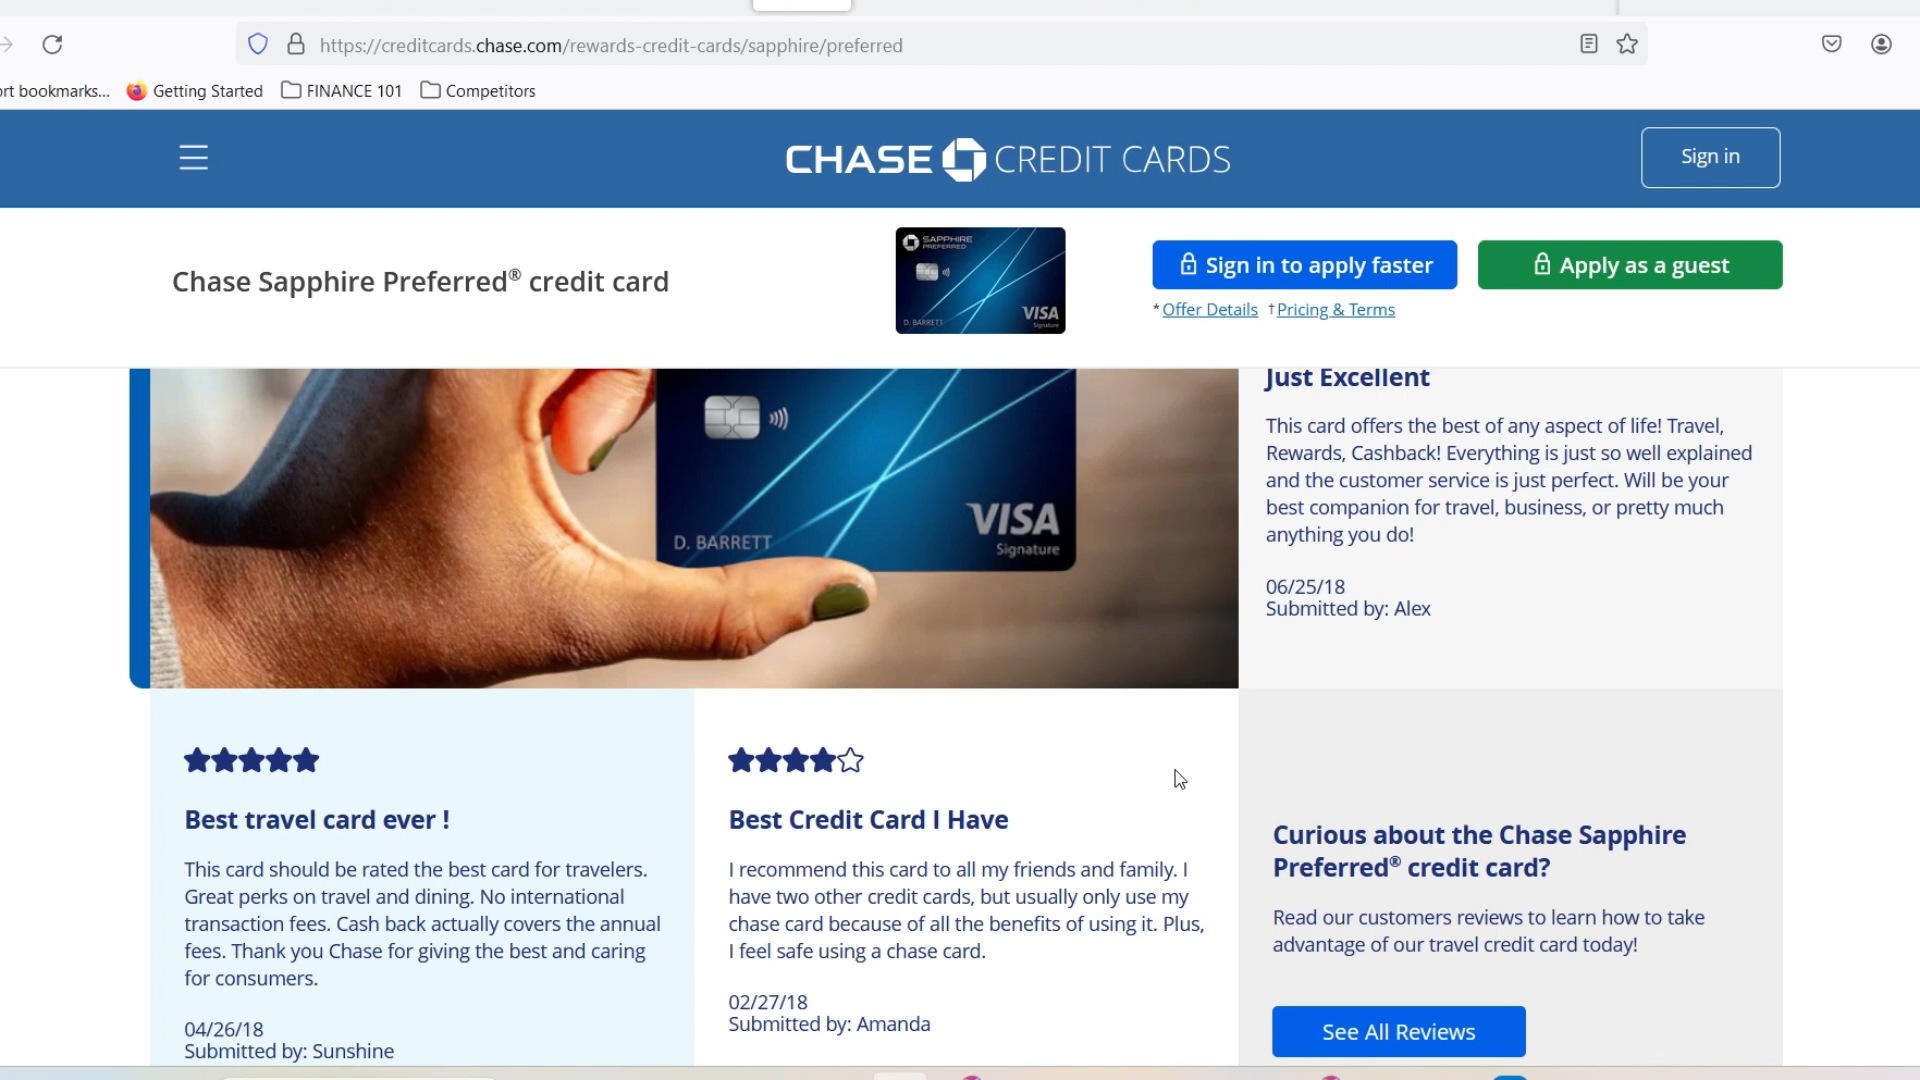 https://creditcards.chase.com/rewards-credit-cards/sapphire/preferred
ort bookmarks... Getting Started FINANCE 101 Competitors
CHASE CREDIT CARDS
Sign in
Chase Sapphire Preferred® credit card
SAPPHIRE
PREFERRED
D. BARRETT
VISA
Signature
Sign in to apply faster
Apply as a guest
* Offer Details †Pricing & Terms
D. BARRETT
VISA
Signature
Just Excellent
This card offers the best of any aspect of life! Travel,
Rewards, Cashback! Everything is just so well explained
and the customer service is just perfect. Will be your
best companion for travel, business, or pretty much
anything you do!
06/25/18
Submitted by: Alex
Best travel card ever !
This card should be rated the best card for travelers.
Great perks on travel and dining. No international
transaction fees. Cash back actually covers the annual
fees. Thank you Chase for giving the best and caring
for consumers.
04/26/18
Submitted by: Sunshine
Best Credit Card I Have
I recommend this card to all my friends and family. I
have two other credit cards, but usually only use my
chase card because of all the benefits of using it. Plus,
I feel safe using a chase card.
02/27/18
Submitted by: Amanda
Curious about the Chase Sapphire
Preferred® credit card?
Read our customers reviews to learn how to take
advantage of our travel credit card today!
See All Reviews